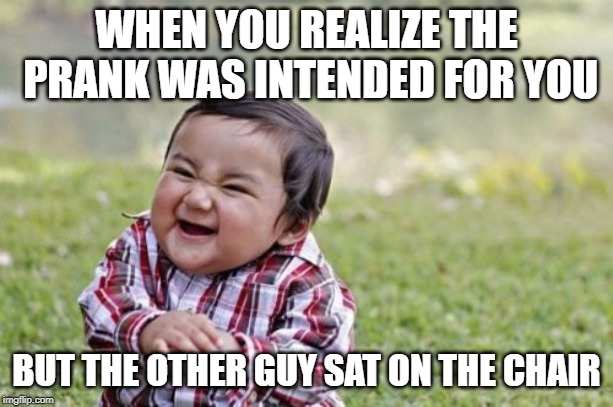 WHEN YOU REALIZE THE
PRANK WAS INTENDED FOR YOU
BUT THE OTHER GUY SAT ON THE CHAIR
imgflip.com